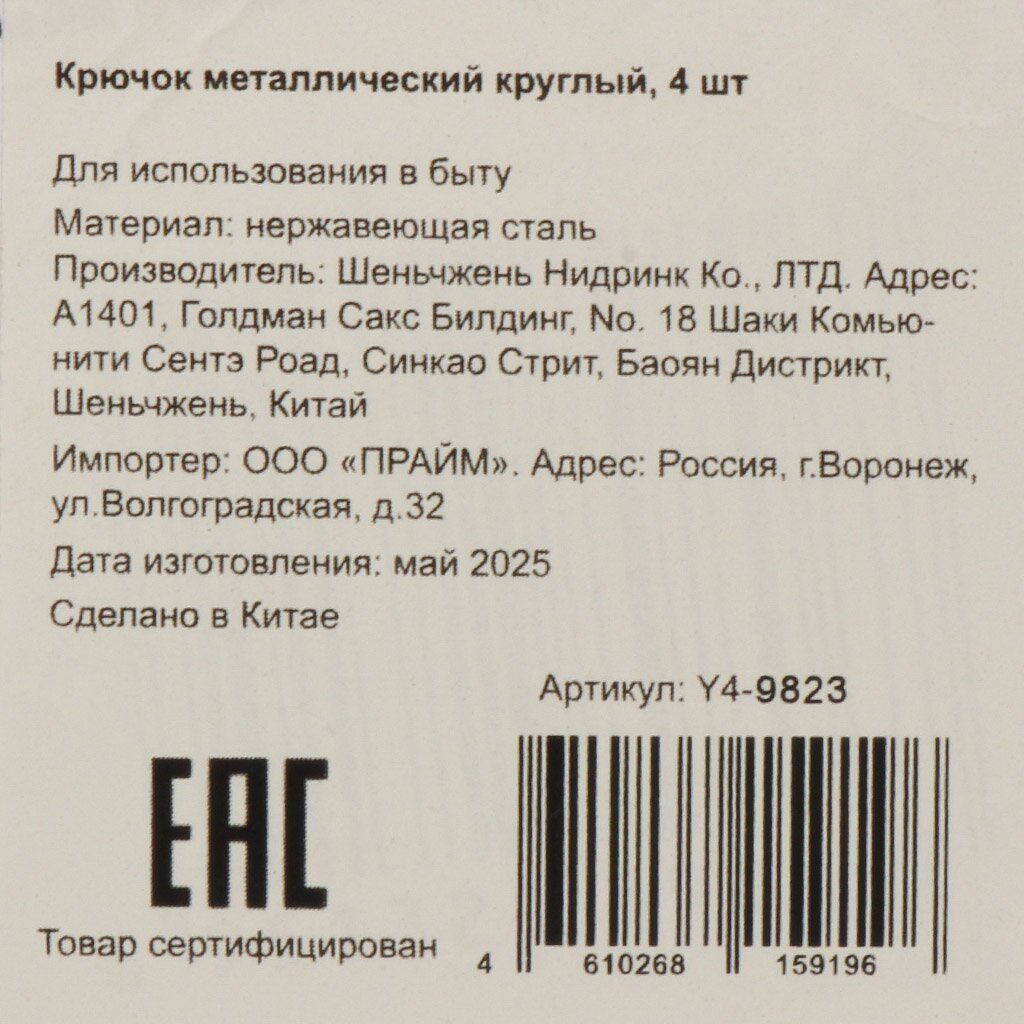 Крючок металлический круглый, 4 шт
Для использования в быту
Материал: нержавеющая сталь
Производитель: Шеньчжень Нидринк Ко., ЛТД. Адрес:
А1401, Голдман Сакс Билдинг, No. 18 Шаки Комью-
нити Сентэ Роад, Синкао Стрит, Баоян Дистрикт,
Шеньчжень, Китай
Импортер: ООО «ПРАЙМ». Адрес: Россия, г.Воронеж,
ул.Волгоградская, д.32
Дата изготовления: май 2025
Сделано в Китае
Артикул: Y4-9823
EAC
Товар сертифицирован
4 610268 159196